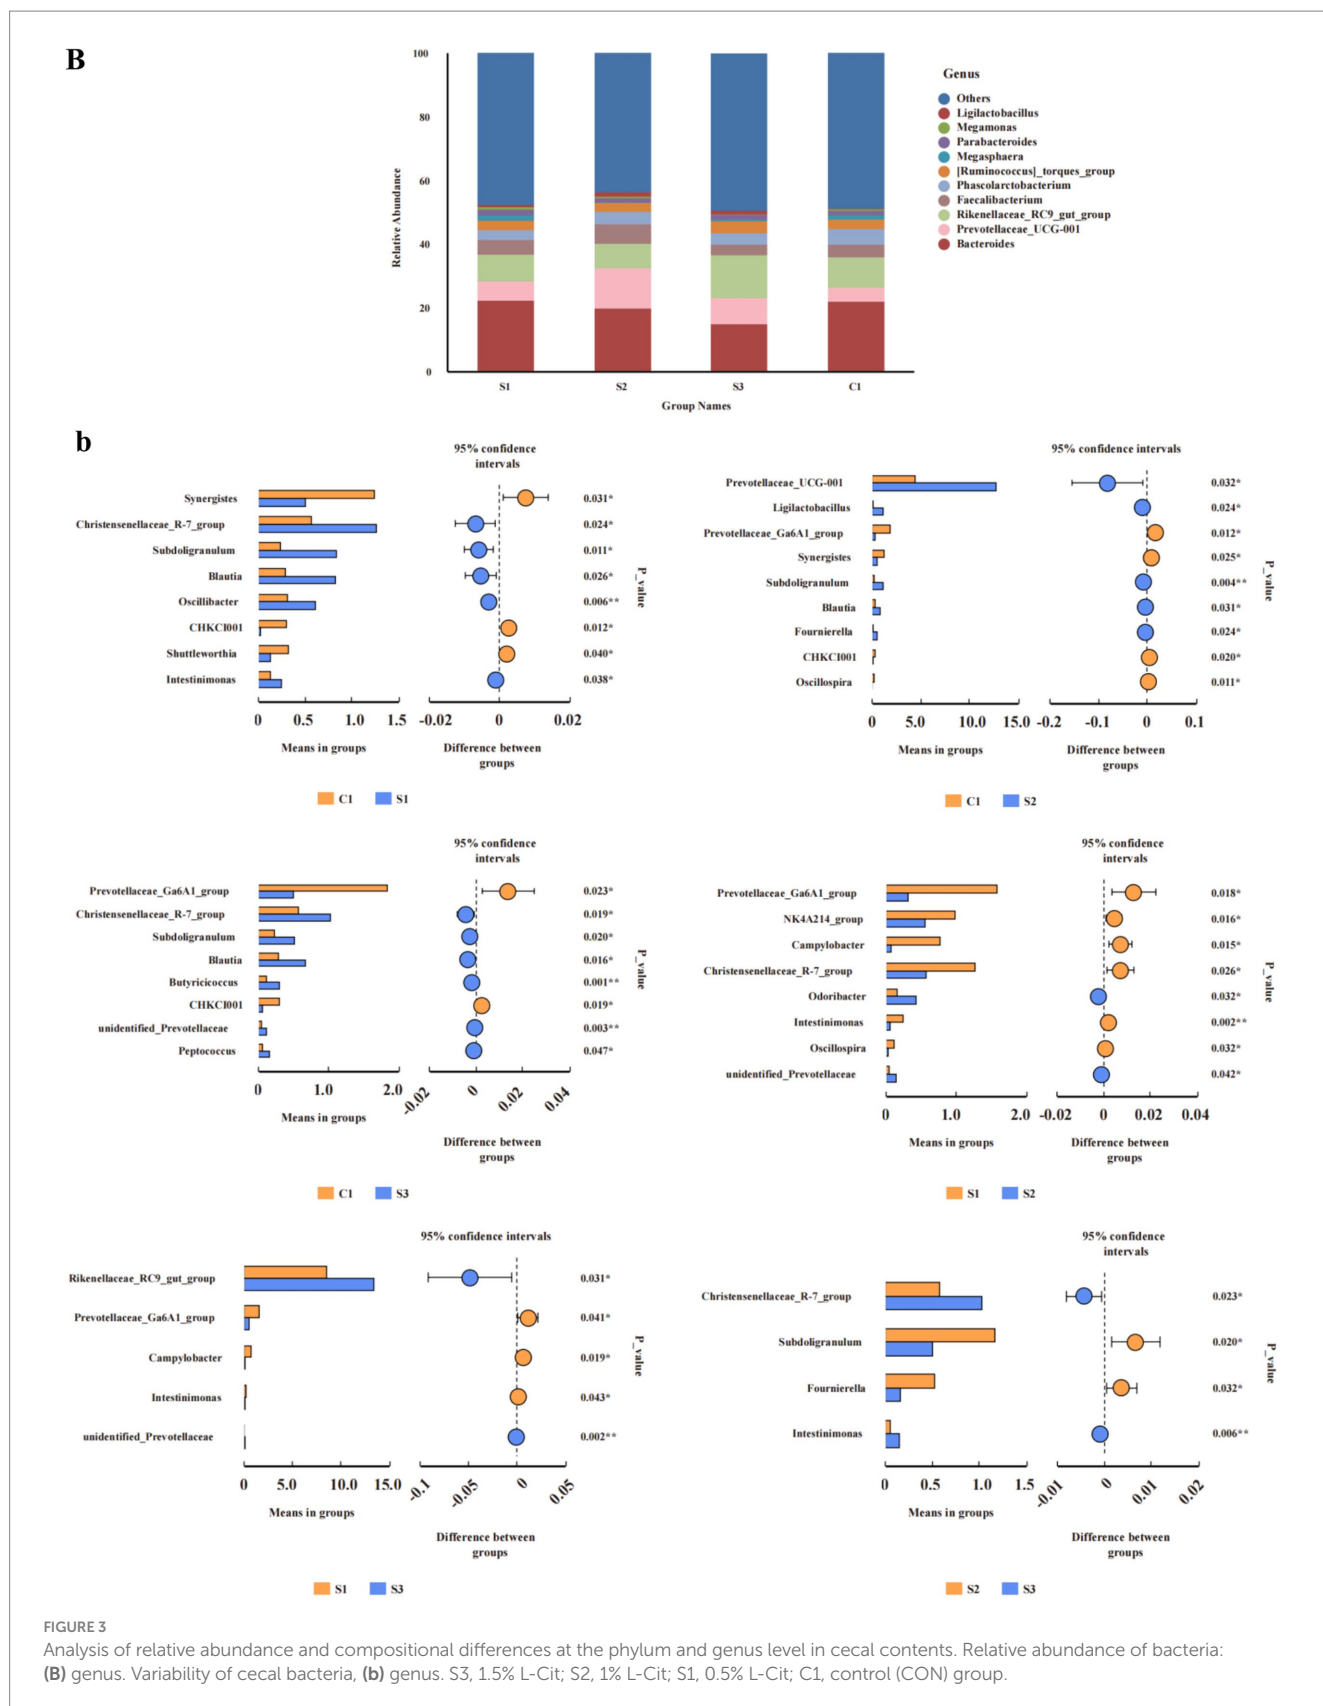 B
100
80
60
40
20
0
Relative Abundance
S1
S2
S3
C1
Group Names
Genus
Others
Ligilactobacillus
Megamonas
Parabacteroides
Megasphaera
[Ruminococcus]_torques_group
Phascolarctobacterium
Faecalibacterium
Rikenellaceae_RC9_gut_group
Prevotellaceae_UCG-001
Bacteroides
b
95% confidence
intervals
Synergistes 0.031*
Christensenellaceae_R-7_group 0.024*
Subdoligranulum 0.011*
Blautia 0.026*
Oscillibacter 0.006**
CHKCI001 0.012*
Shuttleworthia 0.040*
Intestinimonas 0.038*
P_value
0 0.5 1.0 1.5 -0.02 0 0.02
Means in groups
Difference between
groups
C1 S1
95% confidence intervals
Prevotellaceae_UCG-001 0.032*
Ligilactobacillus 0.024*
Prevotellaceae_Ga6A1_group 0.012*
Synergistes 0.025*
Subdoligranulum 0.004**
Blautia 0.031*
Fournierella 0.024*
CHKCI001 0.020*
Oscillospira 0.011*
P_value
0 5.0 10.0 15.0 -0.2 -0.1 0 0.1
Means in groups
Difference between
groups
C1 S2
95% confidence
intervals
Prevotellaceae_Ga6A1_group 0.023*
Christensenellaceae_R-7_group 0.019*
Subdoligranulum 0.020*
Blautia 0.016*
Butyricicoccus 0.001**
CHKCI001 0.019*
unidentified_Prevotellaceae 0.003**
Peptococcus 0.047*
P_value
0 1.0 2.0 -0.02 0 0.02 0.04
Means in groups
Difference between
groups
C1 S3
95% confidence
intervals
Prevotellaceae_Ga6A1_group 0.018*
NK4A214_group 0.016*
Campylobacter 0.015*
Christensenellaceae_R-7_group 0.026*
Odoribacter 0.032*
Intestinimonas 0.002**
Oscillospira 0.032*
unidentified_Prevotellaceae 0.042*
P_value
0 1.0 2.0 -0.02 0 0.02 0.04
Means in groups
Difference between
groups
S1 S2
95% confidence intervals
Rikenellaceae_RC9_gut_group 0.031*
Prevotellaceae_Ga6A1_group 0.041*
Campylobacter 0.019*
Intestinimonas 0.043*
unidentified_Prevotellaceae 0.002**
P_value
0 5.0 10.0 15.0 -0.1 -0.05 0 0.05
Means in groups
Difference between
groups
S1 S3
95% confidence
intervals
Christensenellaceae_R-7_group 0.023*
Subdoligranulum 0.020*
Fournierella 0.032*
Intestinimonas 0.006**
P_value
0 0.5 1.0 1.5 -0.01 0 0.01 0.02
Means in groups
Difference between
groups
S2 S3
FIGURE 3
Analysis of relative abundance and compositional differences at the phylum and genus level in cecal contents. Relative abundance of bacteria:
(B) genus. Variability of cecal bacteria, (b) genus. S3, 1.5% L-Cit; S2, 1% L-Cit; S1, 0.5% L-Cit; C1, control (CON) group.